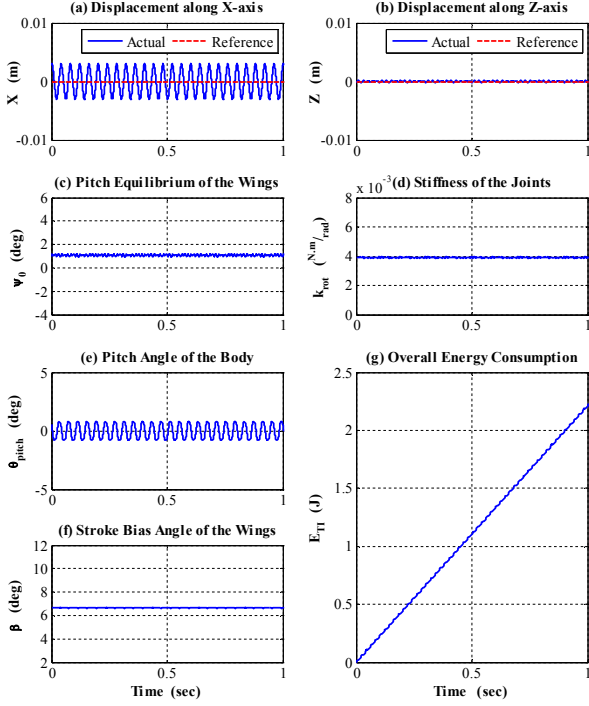 (a) Displacement along X-axis
0.01
0
-0.01
X (m)
Actual
Reference
0
0.5
1
(b) Displacement along Z-axis
0.01
0
-0.01
Z (m)
Actual
Reference
0
0.5
1
(c) Pitch Equilibrium of the Wings
6
4
2
0
-2
-4
Ψ0 (deg)
0
0.5
1
(d) Stiffness of the Joints
x 10^-3
8
6
4
2
0
krot (N.m/rad)
0
0.5
1
(e) Pitch Angle of the Body
5
0
-5
θpitch (deg)
0
0.5
1
(f) Stroke Bias Angle of the Wings
12
10
8
6
4
2
β (deg)
0
0.5
1
Time (sec)
(g) Overall Energy Consumption
2.5
2
1.5
1
0.5
0
ETI (J)
0
0.5
1
Time (sec)